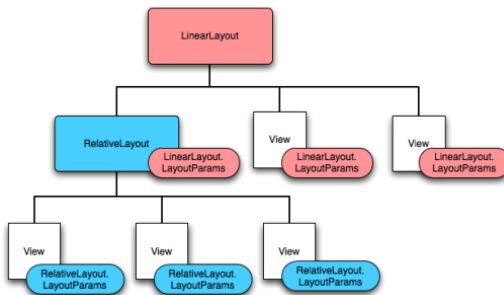 LinearLayout
RelativeLayout
LinearLayout.
LayoutParams
View
LinearLayout.
LayoutParams
View
LinearLayout.
LayoutParams
View
RelativeLayout.
LayoutParams
View
RelativeLayout.
LayoutParams
View
RelativeLayout.
LayoutParams